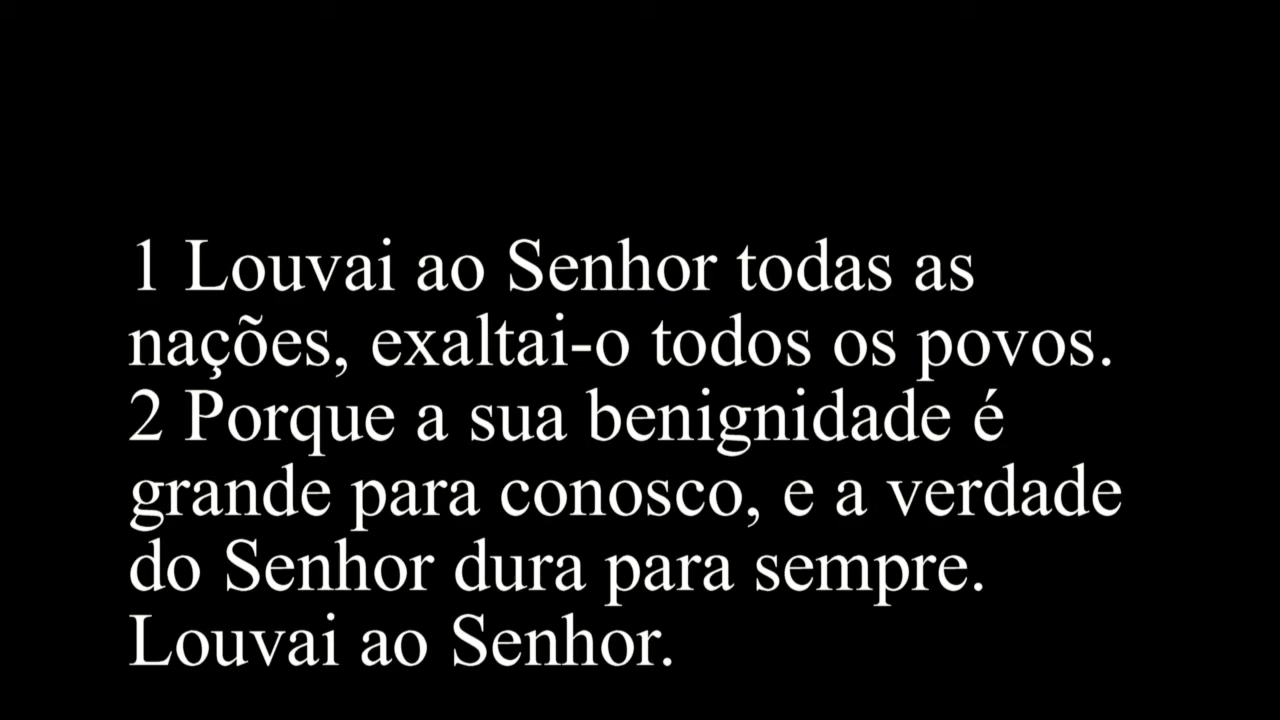 1 Louvai ao Senhor todas as
nações, exaltai-o todos os povos.
2 Porque a sua benignidade é
grande para conosco, e a verdade
do Senhor dura para sempre.
Louvai ao Senhor.